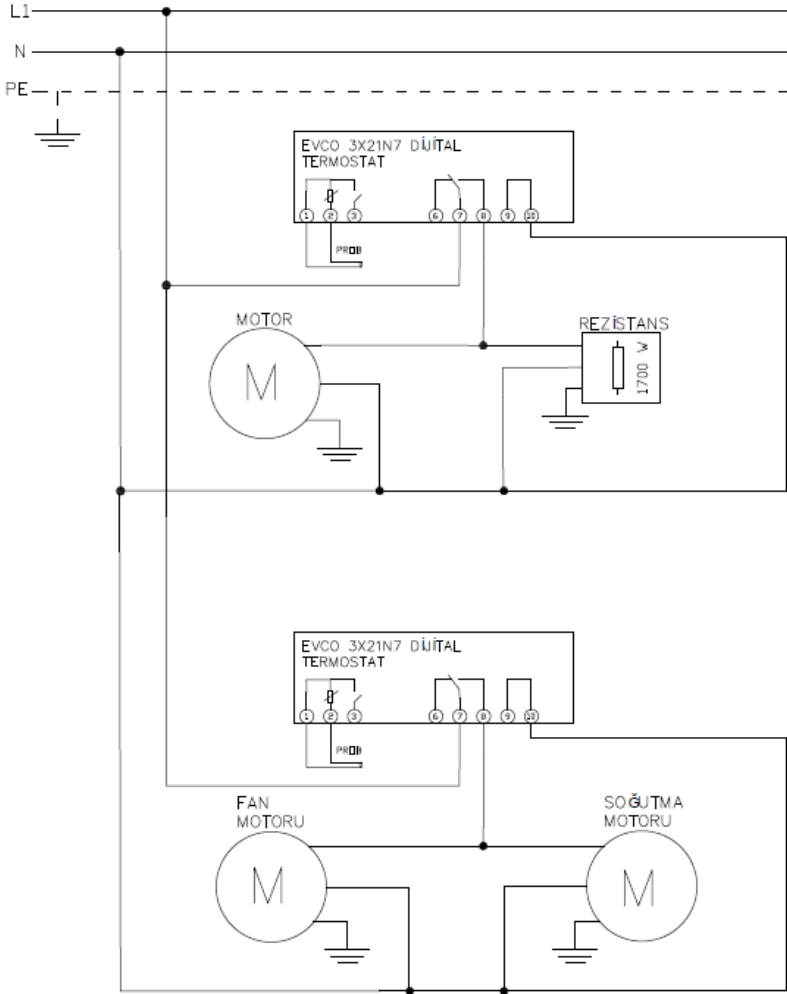 L1
N
PE
EVCO 3X21N7 DİJİTAL
TERMOSTAT
1 2 3 6 7 8 9 10
PROB
MOTOR
M
REZİSTANS
1700 W
EVCO 3X21N7 DİJİTAL
TERMOSTAT
1 2 3 6 7 8 9 10
PROB
FAN
MOTORU
M
SOĞUTMA
MOTORU
M